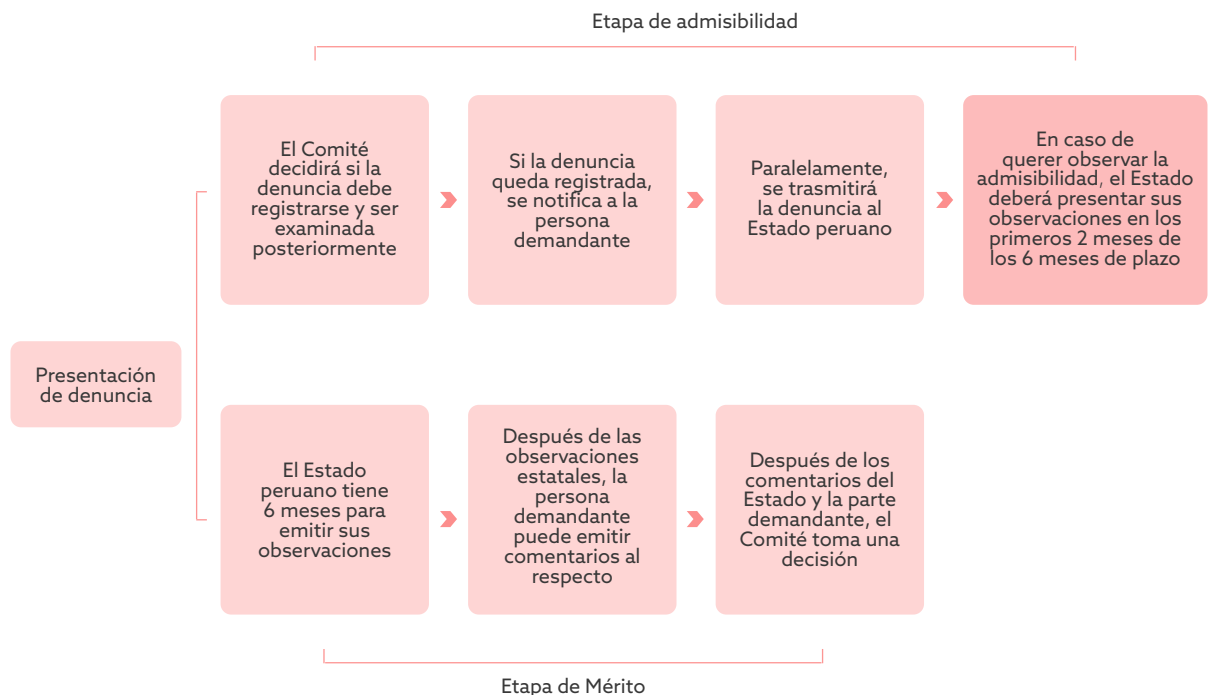 Etapa de admisibilidad
El Comité
decidirá si la
denuncia debe
registrarse y ser
examinada
posteriormente
Si la denuncia
queda registrada,
se notifica a la
persona
demandante
Paralelamente,
se trasmitirá
la denuncia al
Estado peruano
En caso de
querer observar la
admisibilidad, el Estado
deberá presentar sus
observaciones en los
primeros 2 meses de
los 6 meses de plazo
Presentación
de denuncia
El Estado
peruano tiene
6 meses para
emitir sus
observaciones
Después de las
observaciones
estatales, la
persona
demandante
puede emitir
comentarios al
respecto
Después de los
comentarios del
Estado y la parte
demandante, el
Comité toma una
decisión
Etapa de Mérito